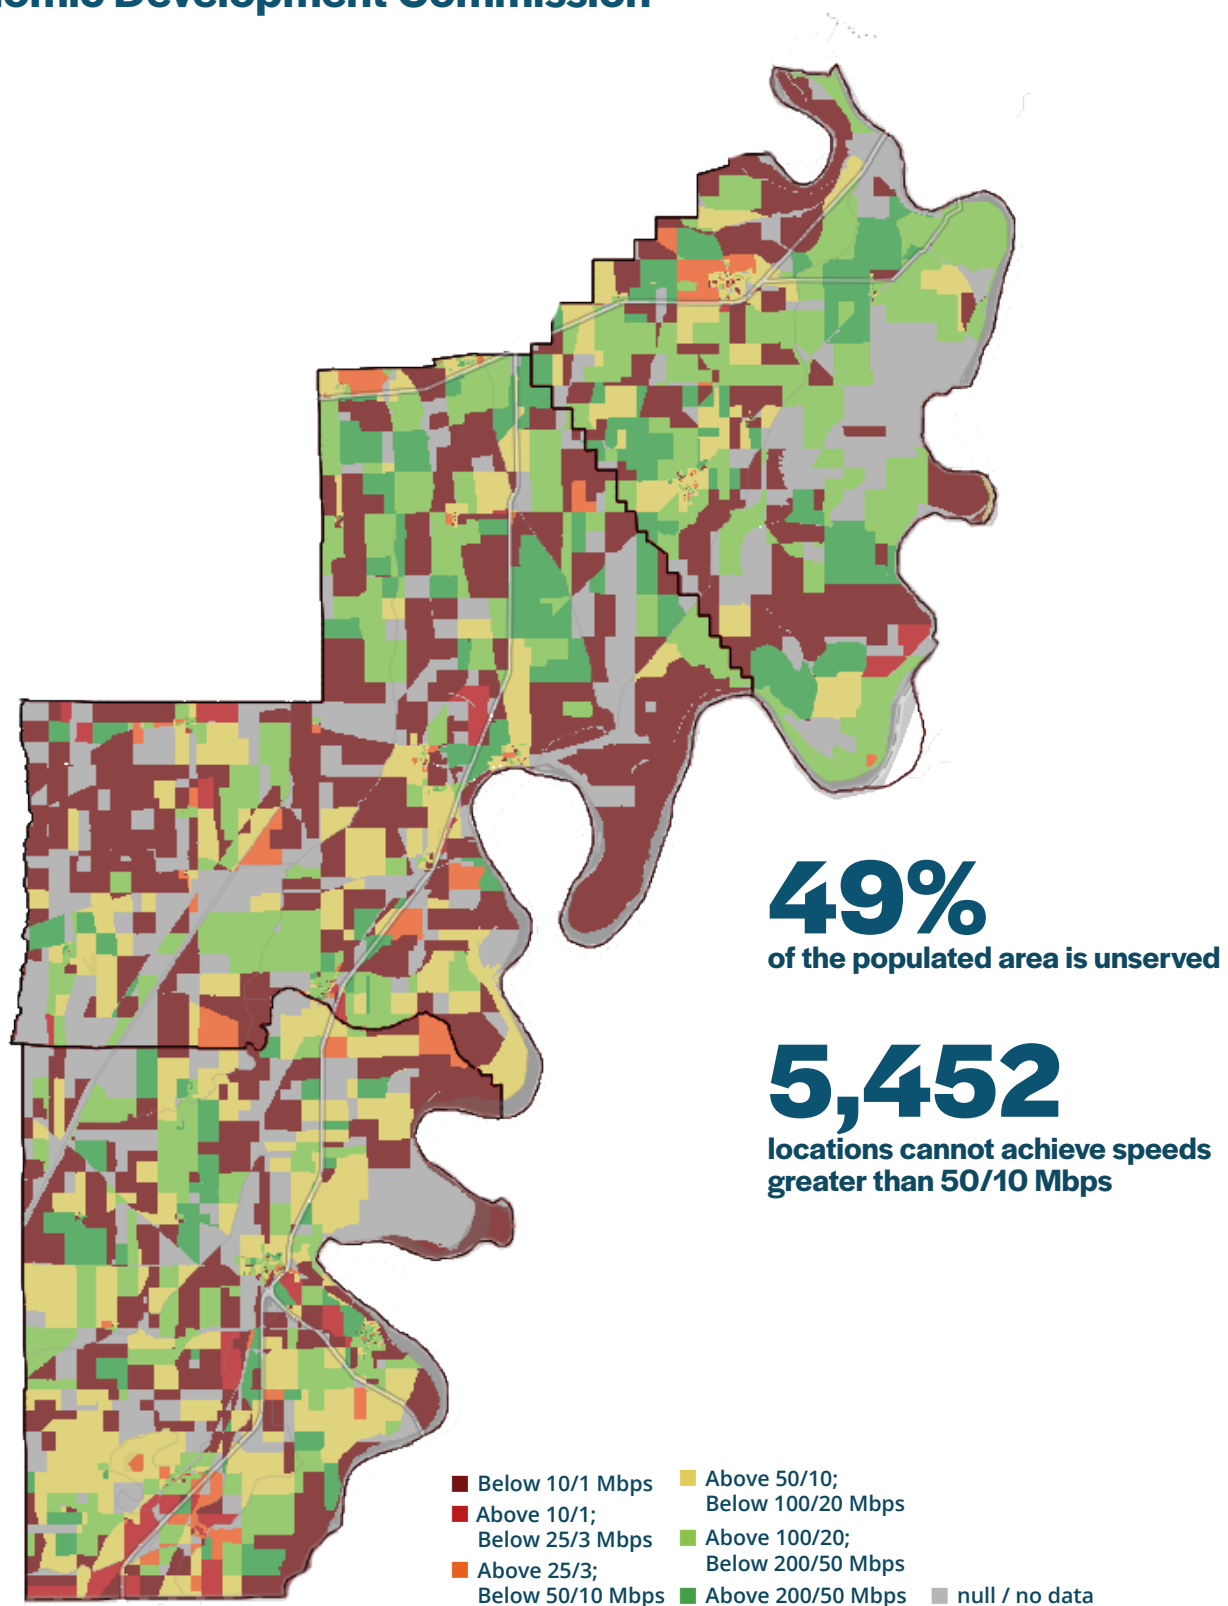 Development Commission
49%
of the populated area is unserved
5,452
locations cannot achieve speeds
greater than 50/10 Mbps
Below 10/1 Mbps
Above 10/1;
Below 25/3 Mbps
Above 25/3;
Below 50/10 Mbps
Above 50/10;
Below 100/20 Mbps
Above 100/20;
Below 200/50 Mbps
Above 200/50 Mbps
null / no data